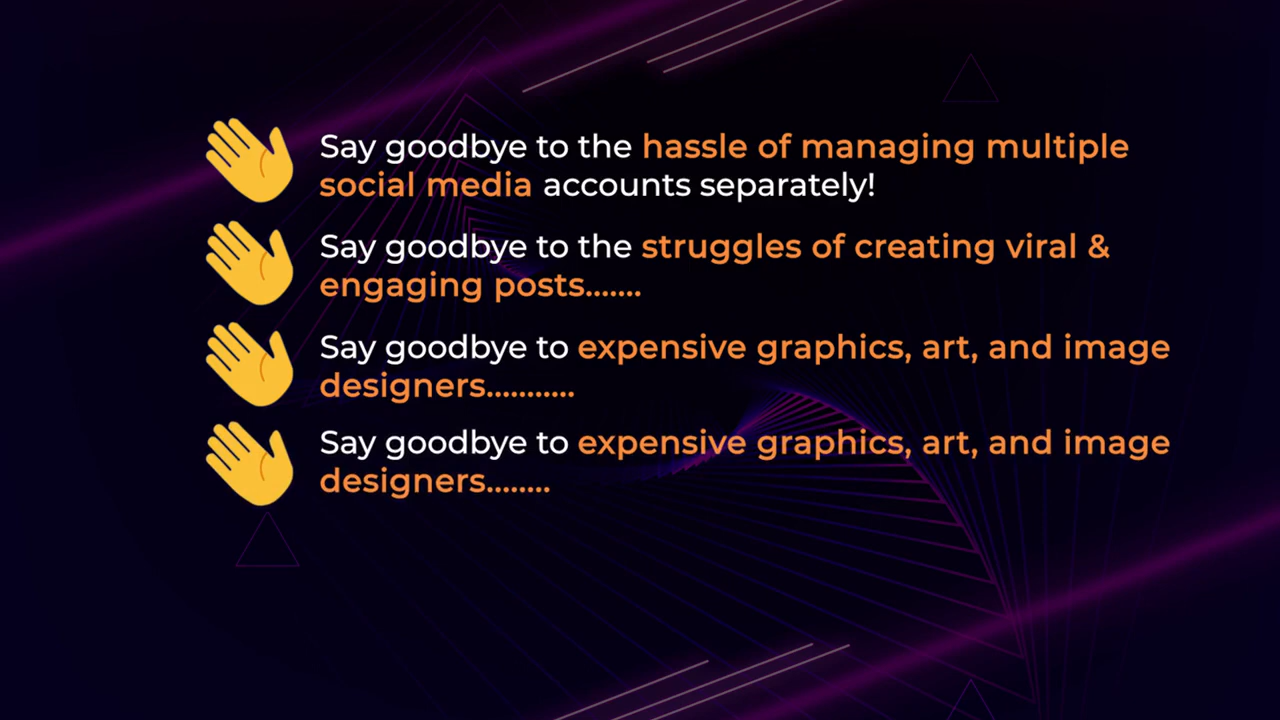 Say goodbye to the hassle of managing multiple
social media accounts separately!
Say goodbye to the struggles of creating viral &
engaging posts.......
Say goodbye to expensive graphics, art, and image
designers...........
Say goodbye to expensive graphics, art, and image
designers........